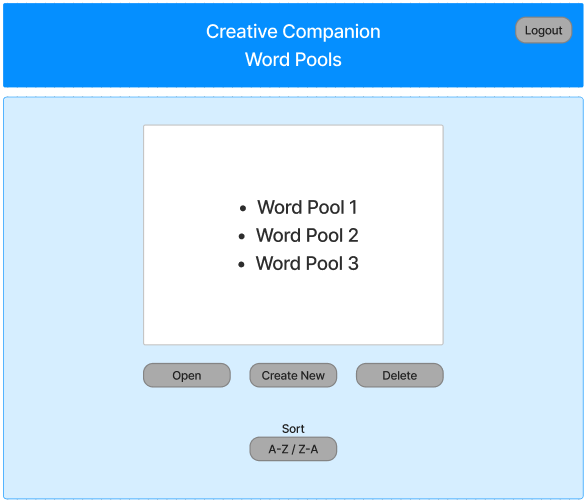 Creative Companion
Word Pools
Logout
• Word Pool 1
• Word Pool 2
• Word Pool 3
Open
Create New
Delete
Sort
A-Z / Z-A